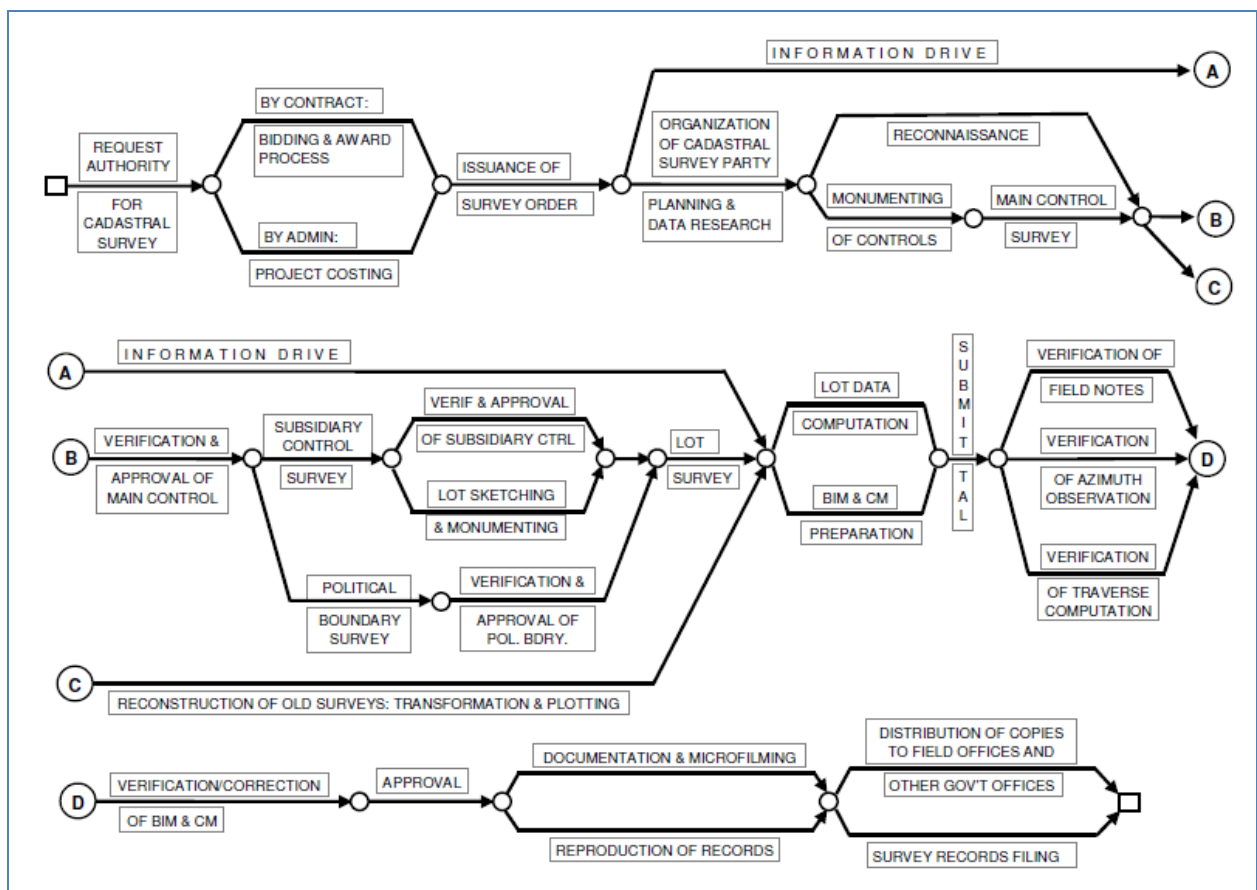 INFORMATION DRIVE
A
BY CONTRACT:
BIDDING & AWARD
PROCESS
REQUEST
AUTHORITY
FOR
CADASTRAL
SURVEY
BY ADMIN:
PROJECT COSTING
ISSUANCE OF
SURVEY ORDER
ORGANIZATION
OF CADASTRAL
SURVEY PARTY
PLANNING &
DATA RESEARCH
RECONNAISSANCE
MONUMENTING
OF CONTROLS
MAIN CONTROL
SURVEY
B
C
A
INFORMATION DRIVE
B
VERIFICATION &
APPROVAL OF
MAIN CONTROL
SUBSIDIARY
CONTROL
SURVEY
VERIF & APPROVAL
OF SUBSIDIARY CTRL
LOT SKETCHING
& MONUMENTING
LOT
SURVEY
POLITICAL
BOUNDARY
SURVEY
VERIFICATION &
APPROVAL OF
POL. BDRY.
C
RECONSTRUCTION OF OLD SURVEYS: TRANSFORMATION & PLOTTING
LOT DATA
COMPUTATION
BIM & CM
PREPARATION
SUBMITTAL
VERIFICATION OF
FIELD NOTES
VERIFICATION
OF AZIMUTH
OBSERVATION
VERIFICATION
OF TRAVERSE
COMPUTATION
D
D
VERIFICATION/CORRECTION
OF BIM & CM
APPROVAL
DOCUMENTATION & MICROFILMING
REPRODUCTION OF RECORDS
DISTRIBUTION OF COPIES
TO FIELD OFFICES AND
OTHER GOV'T OFFICES
SURVEY RECORDS FILING